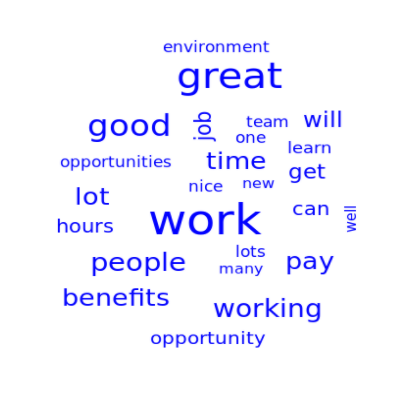 environment
great
good
job
team
will
one
learn
opportunities
time
get
nice
new
lot
work
can
well
hours
people
lots
many
pay
benefits
working
opportunity